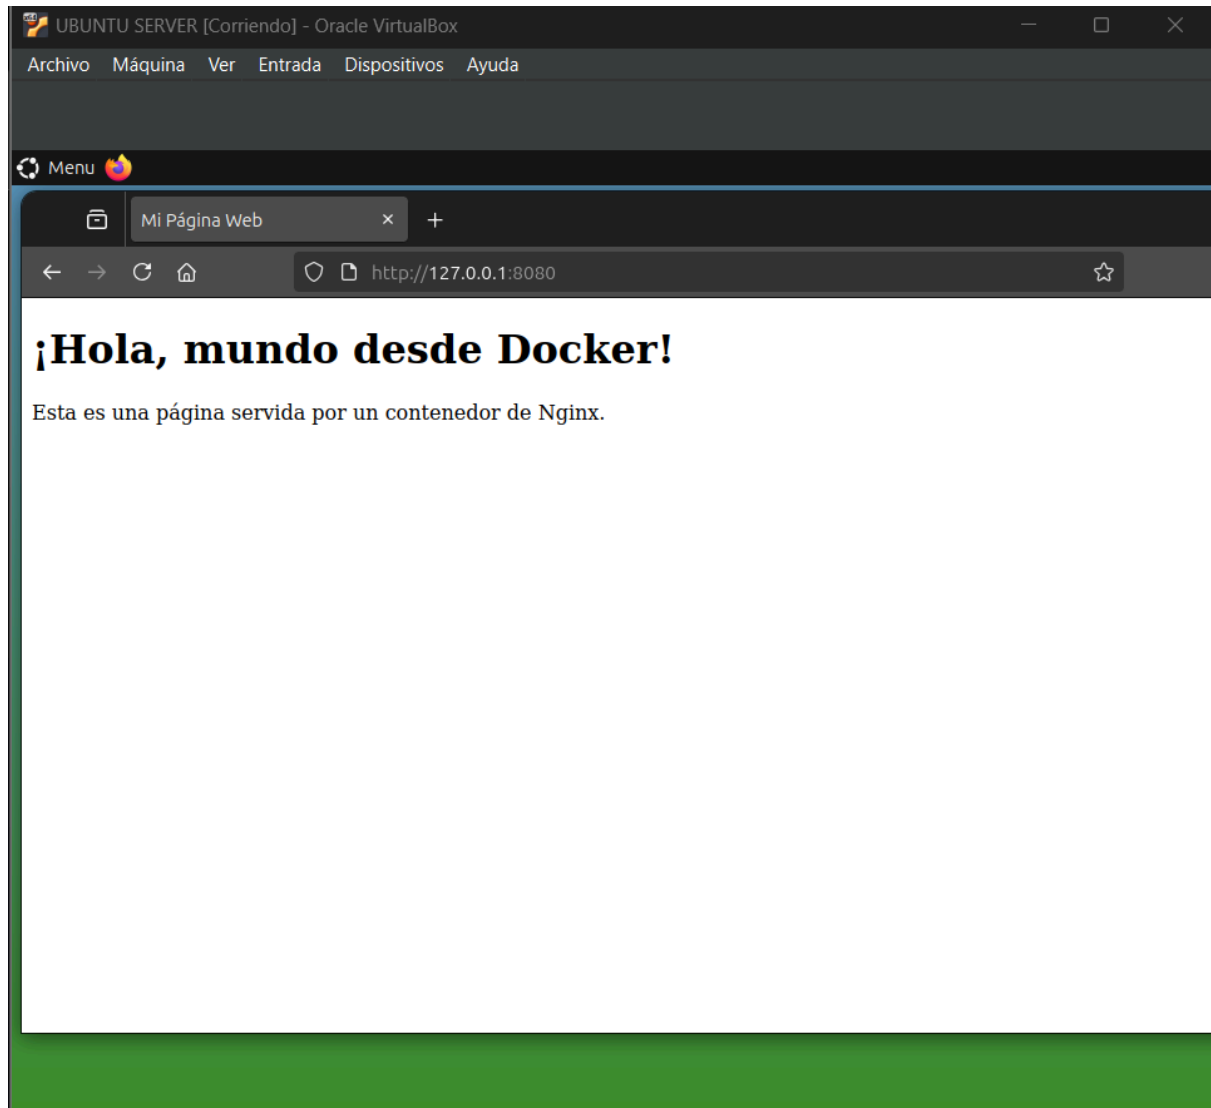 UBUNTU SERVER [Corriendo] - Oracle VirtualBox
Archivo Máquina Ver Entrada Dispositivos Ayuda
Menu
Mi Página Web
http://127.0.0.1:8080
¡Hola, mundo desde Docker!
Esta es una página servida por un contenedor de Nginx.